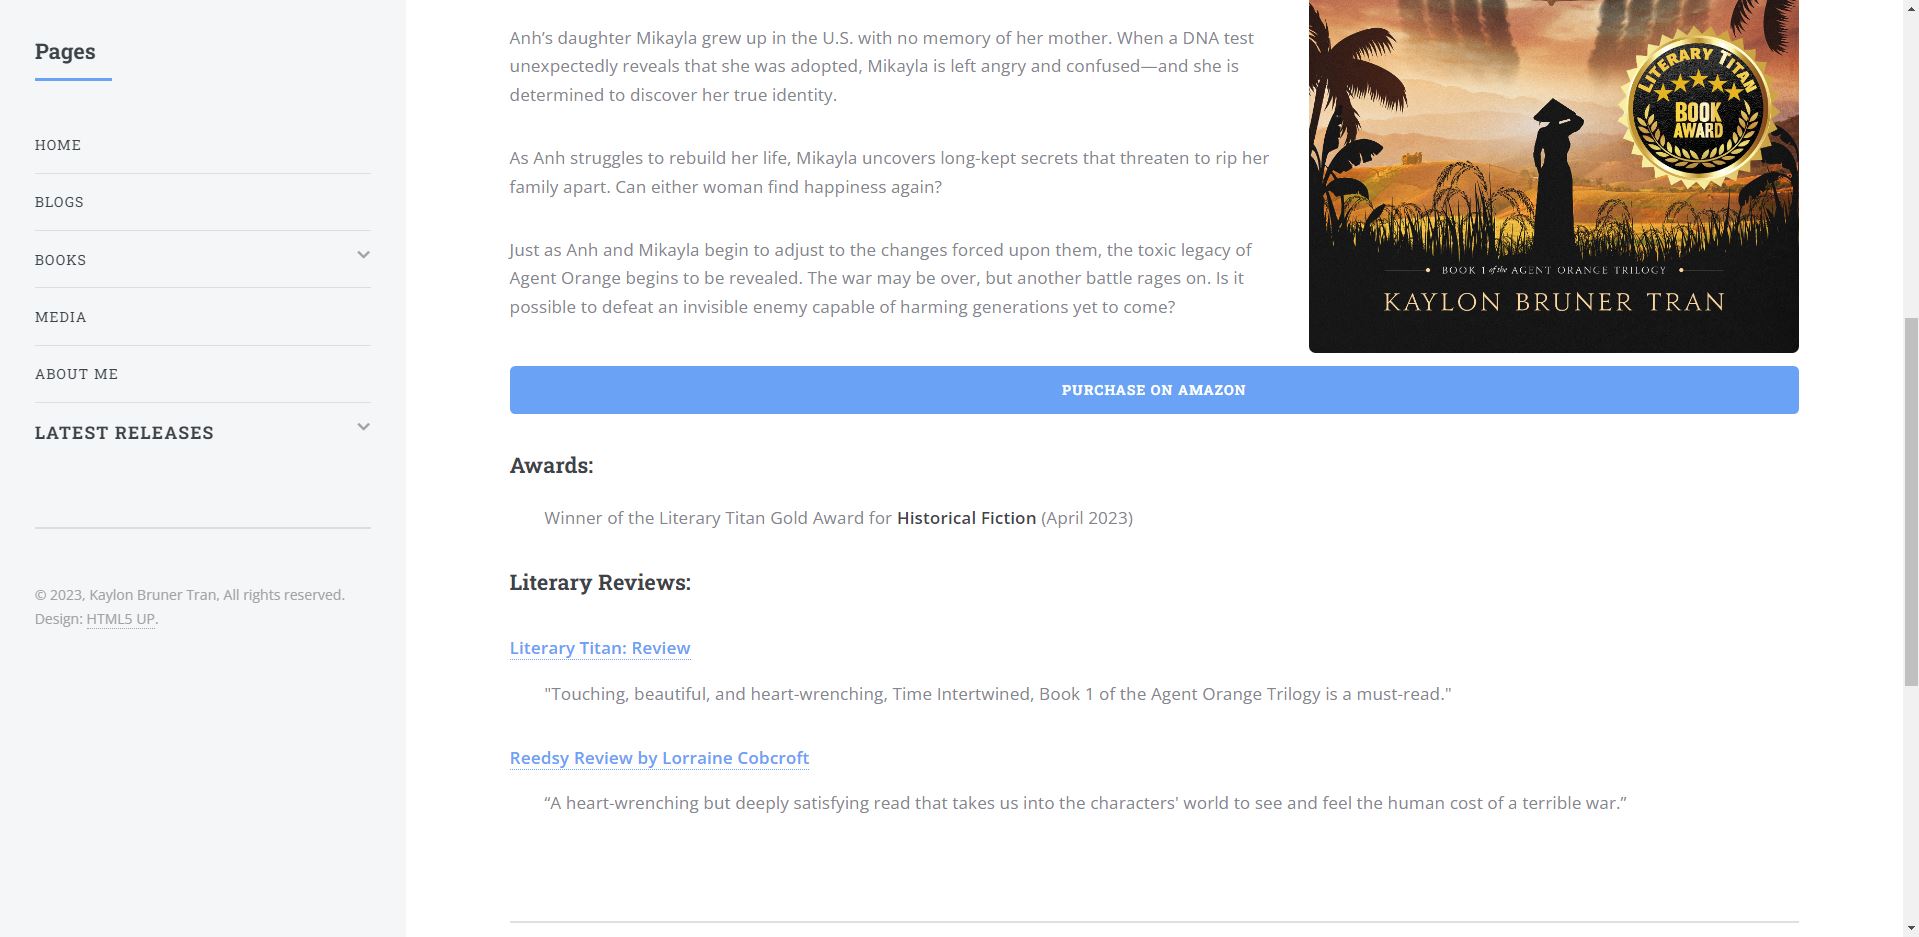 Pages
HOME
BLOGS
BOOKS
MEDIA
ABOUT ME
LATEST RELEASES
© 2023, Kaylon Bruner Tran, All rights reserved.
Design: HTML5 UP.
Anh’s daughter Mikayla grew up in the U.S. with no memory of her mother. When a DNA test
unexpectedly reveals that she was adopted, Mikayla is left angry and confused—and she is
determined to discover her true identity.
As Anh struggles to rebuild her life, Mikayla uncovers long-kept secrets that threaten to rip her
family apart. Can either woman find happiness again?
Just as Anh and Mikayla begin to adjust to the changes forced upon them, the toxic legacy of
Agent Orange begins to be revealed. The war may be over, but another battle rages on. Is it
possible to defeat an invisible enemy capable of harming generations yet to come?
LITERARY TITAN
BOOK
AWARD
BOOK 1 of the AGENT ORANGE TRILOGY
KAYLON BRUNER TRAN
PURCHASE ON AMAZON
Awards:
Winner of the Literary Titan Gold Award for Historical Fiction (April 2023)
Literary Reviews:
Literary Titan: Review
"Touching, beautiful, and heart-wrenching, Time Intertwined, Book 1 of the Agent Orange Trilogy is a must-read."
Reedsy Review by Lorraine Cobcroft
“A heart-wrenching but deeply satisfying read that takes us into the characters' world to see and feel the human cost of a terrible war.”